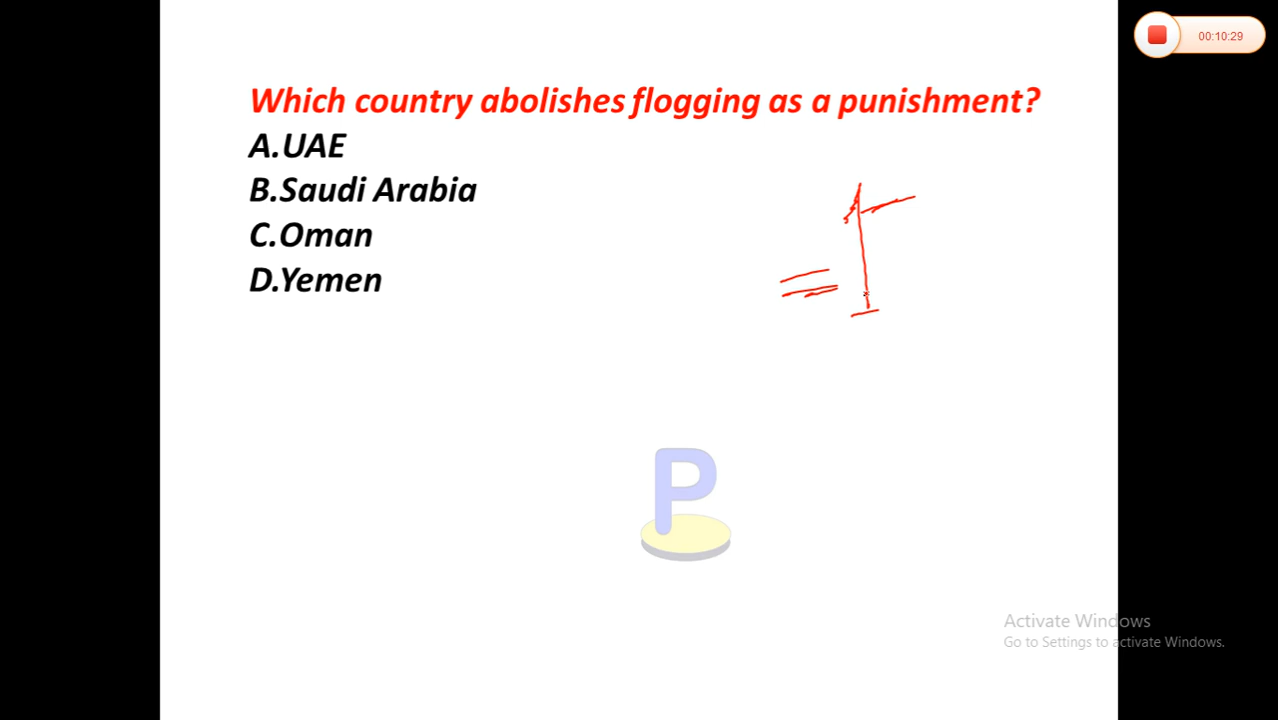 00:10:29
Which country abolishes flogging as a punishment?
A.UAE
B.Saudi Arabia
C.Oman
D.Yemen
P
Activate Windows
Go to Settings to activate Windows.